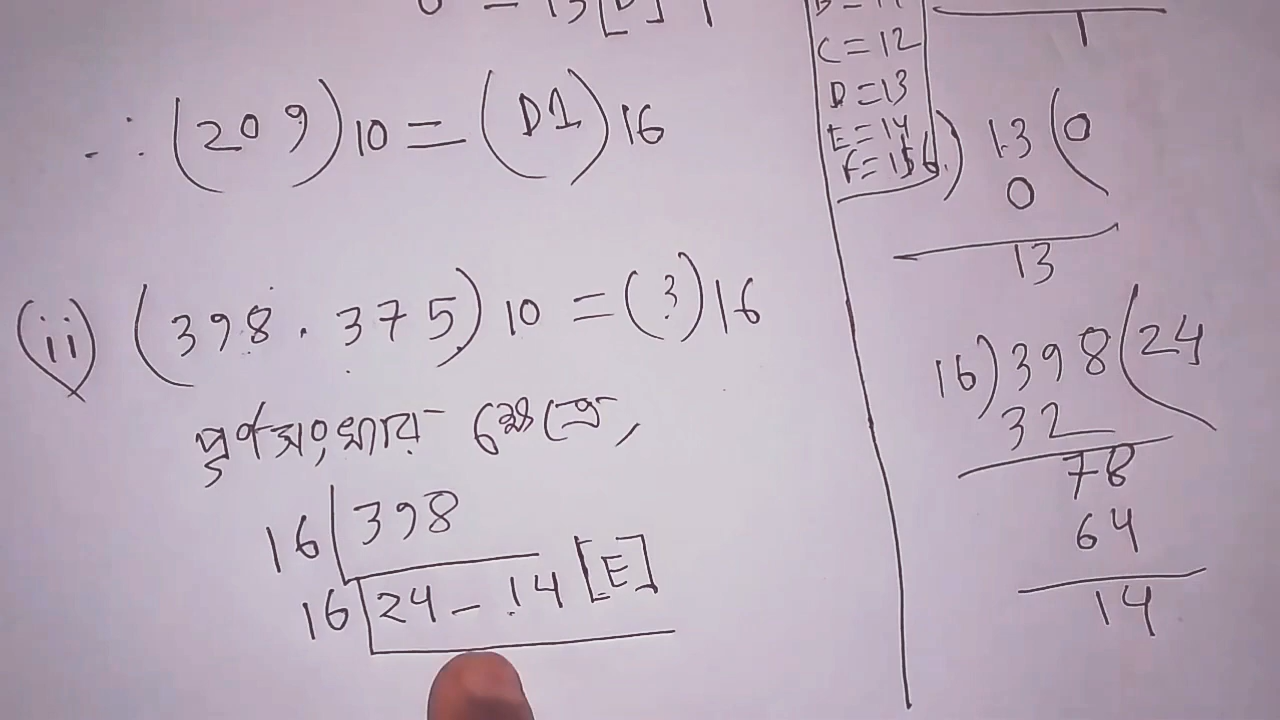 C = 12
D = 13
E = 14
F = 15
∴ (209)10 = (D1)16
13 ( 0
0
13
(ii) (398.375)10 = (?)16
পূর্ণসংখ্যার ক্ষেত্রে,
16 | 398
16 | 24 - 14 [E]
16 ) 398 ( 24
32
78
64
14